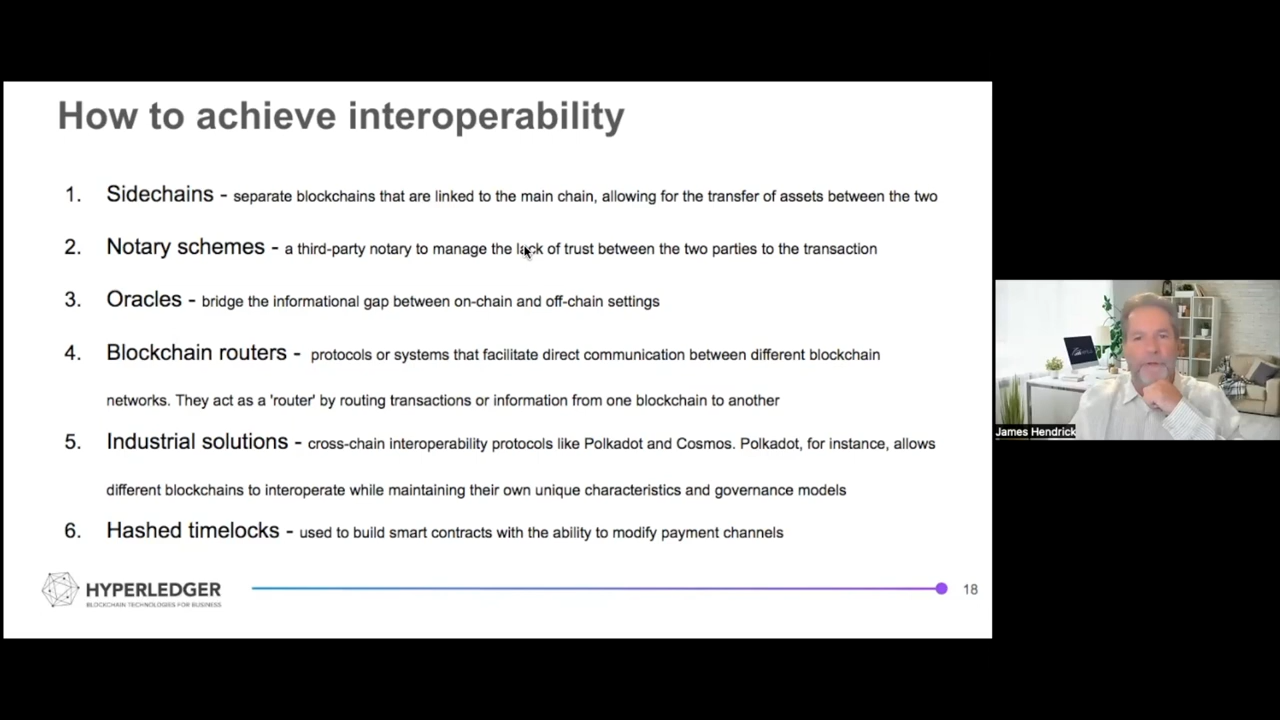 How to achieve interoperability
1. Sidechains - separate blockchains that are linked to the main chain, allowing for the transfer of assets between the two
2. Notary schemes - a third-party notary to manage the lack of trust between the two parties to the transaction
3. Oracles - bridge the informational gap between on-chain and off-chain settings
4. Blockchain routers - protocols or systems that facilitate direct communication between different blockchain
networks. They act as a 'router' by routing transactions or information from one blockchain to another
5. Industrial solutions - cross-chain interoperability protocols like Polkadot and Cosmos. Polkadot, for instance, allows
different blockchains to interoperate while maintaining their own unique characteristics and governance models
6. Hashed timelocks - used to build smart contracts with the ability to modify payment channels
HYPERLEDGER
BLOCKCHAIN TECHNOLOGIES FOR BUSINESS
18
James Hendrick